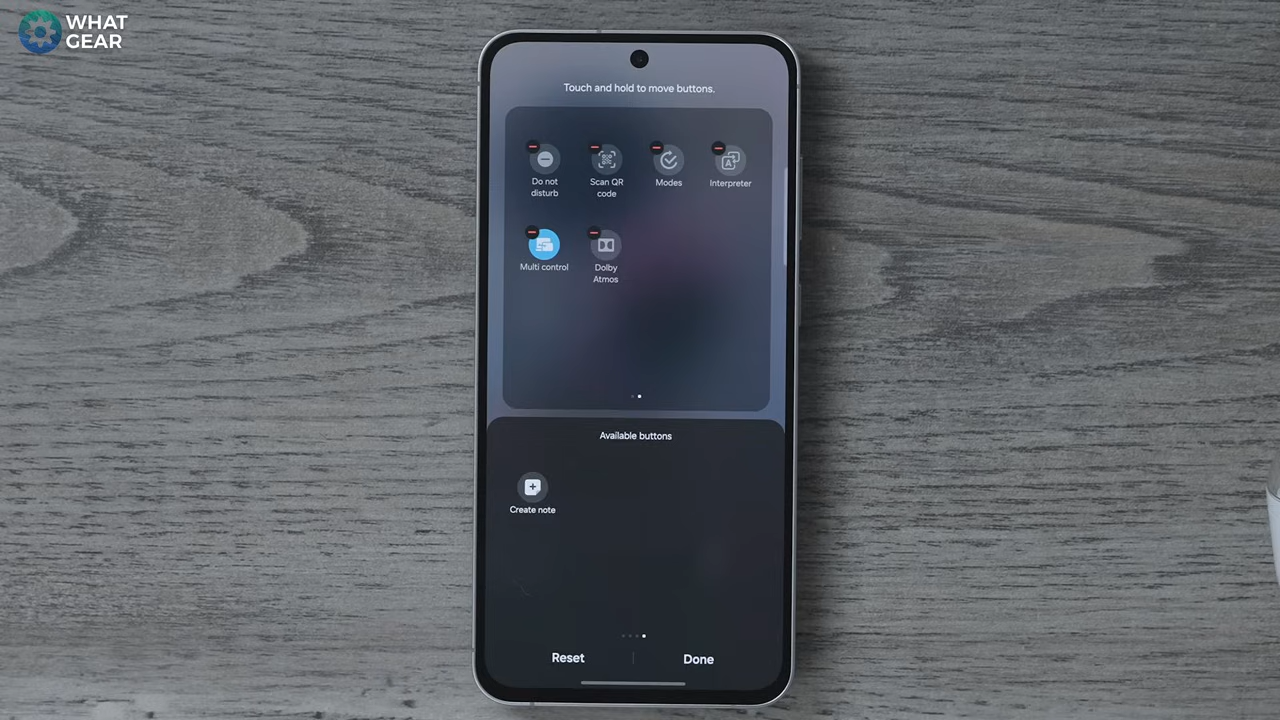 WHAT
GEAR
Touch and hold to move buttons.
Do not
disturb
Scan QR
code
Modes
Interpreter
Multi control
Dolby
Atmos
Available buttons
Create note
Reset
Done